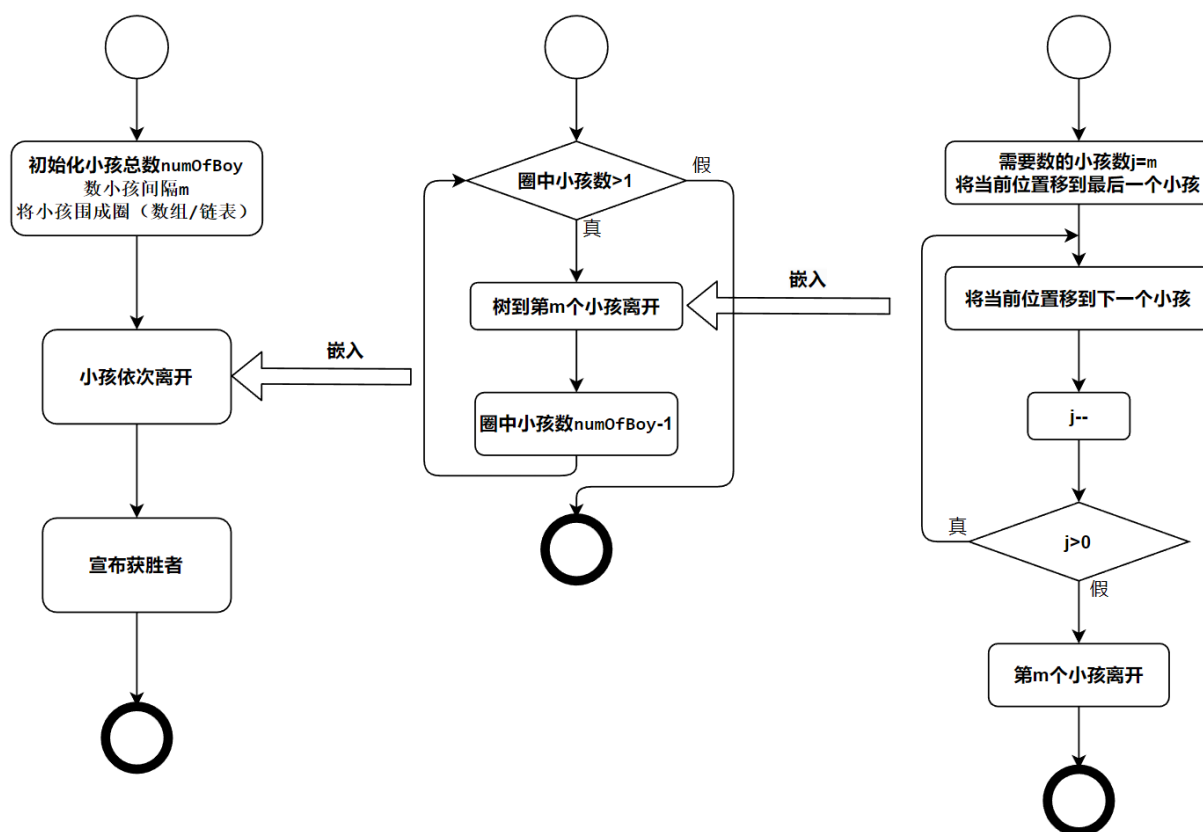 初始化小孩总数numOfBoy
数小孩间隔m
将小孩围成圈（数组/链表）
小孩依次离开
宣布获胜者
嵌入
圈中小孩数>1
假
真
树到第m个小孩离开
圈中小孩数numOfBoy-1
嵌入
需要数的小孩数j=m
将当前位置移到最后一个小孩
将当前位置移到下一个小孩
j--
真
j>0
假
第m个小孩离开